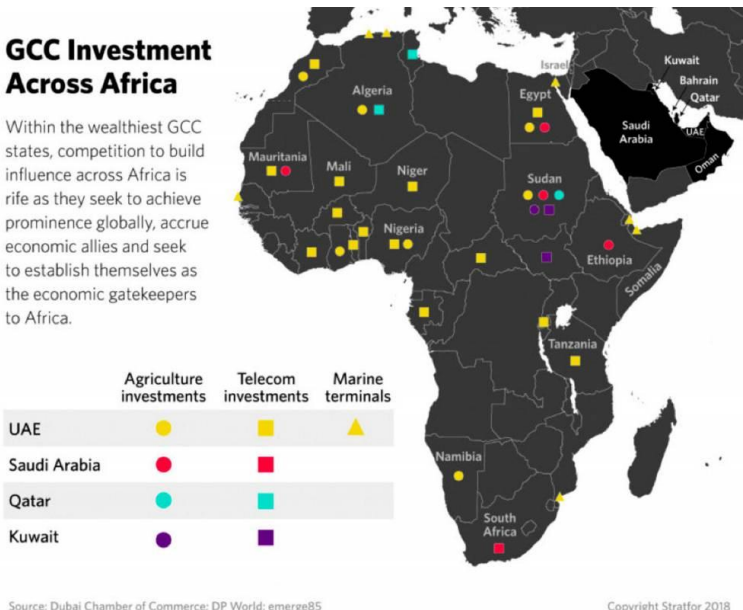 GCC Investment
Across Africa
Within the wealthiest GCC
states, competition to build
influence across Africa is
rife as they seek to achieve
prominence globally, accrue
economic allies and seek
to establish themselves as
the economic gatekeepers
to Africa.
Israel
Kuwait
Bahrain
Qatar
Saudi
Arabia
UAE
Oman
Algeria
Egypt
Mauritania
Mali
Niger
Sudan
Nigeria
Ethiopia
Somalia
Tanzania
Namibia
South
Africa
Agriculture
investments
Telecom
investments
Marine
terminals
UAE
Saudi Arabia
Qatar
Kuwait
Source: Dubai Chamber of Commerce; DP World; emerge85
Copyright Stratfor 2018